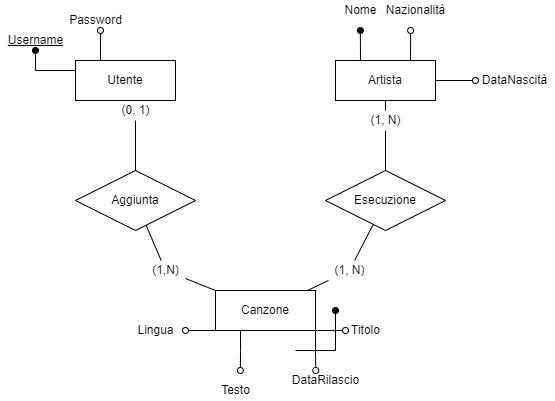 Nome Nazionalità
Password
Username
Utente
Artista
DataNascità
(0, 1)
(1, N)
Aggiunta
Esecuzione
(1,N)
(1, N)
Canzone
Lingua
Titolo
Testo
DataRilascio